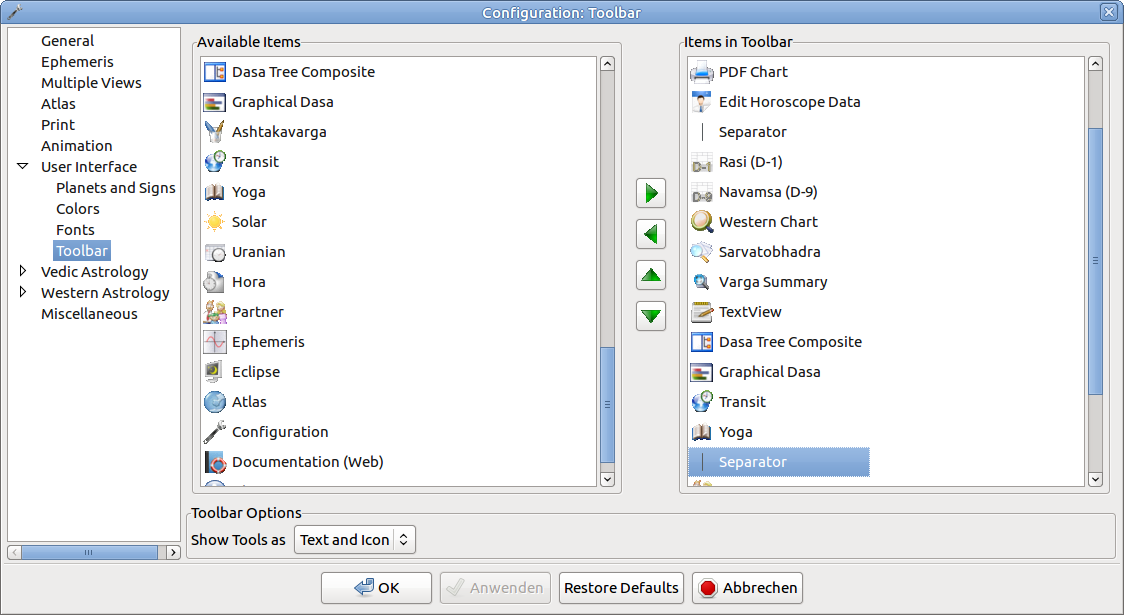 Configuration: Toolbar
General
Ephemeris
Multiple Views
Atlas
Print
Animation
User Interface
Planets and Signs
Colors
Fonts
Toolbar
Vedic Astrology
Western Astrology
Miscellaneous
Available Items
Dasa Tree Composite
Graphical Dasa
Ashtakavarga
Transit
Yoga
Solar
Uranian
Hora
Partner
Ephemeris
Eclipse
Atlas
Configuration
Documentation (Web)
Items in Toolbar
PDF Chart
Edit Horoscope Data
Separator
Rasi (D-1)
Navamsa (D-9)
Western Chart
Sarvatobhadra
Varga Summary
TextView
Dasa Tree Composite
Graphical Dasa
Transit
Yoga
Separator
Toolbar Options
Show Tools as
Text and Icon
OK
Anwenden
Restore Defaults
Abbrechen